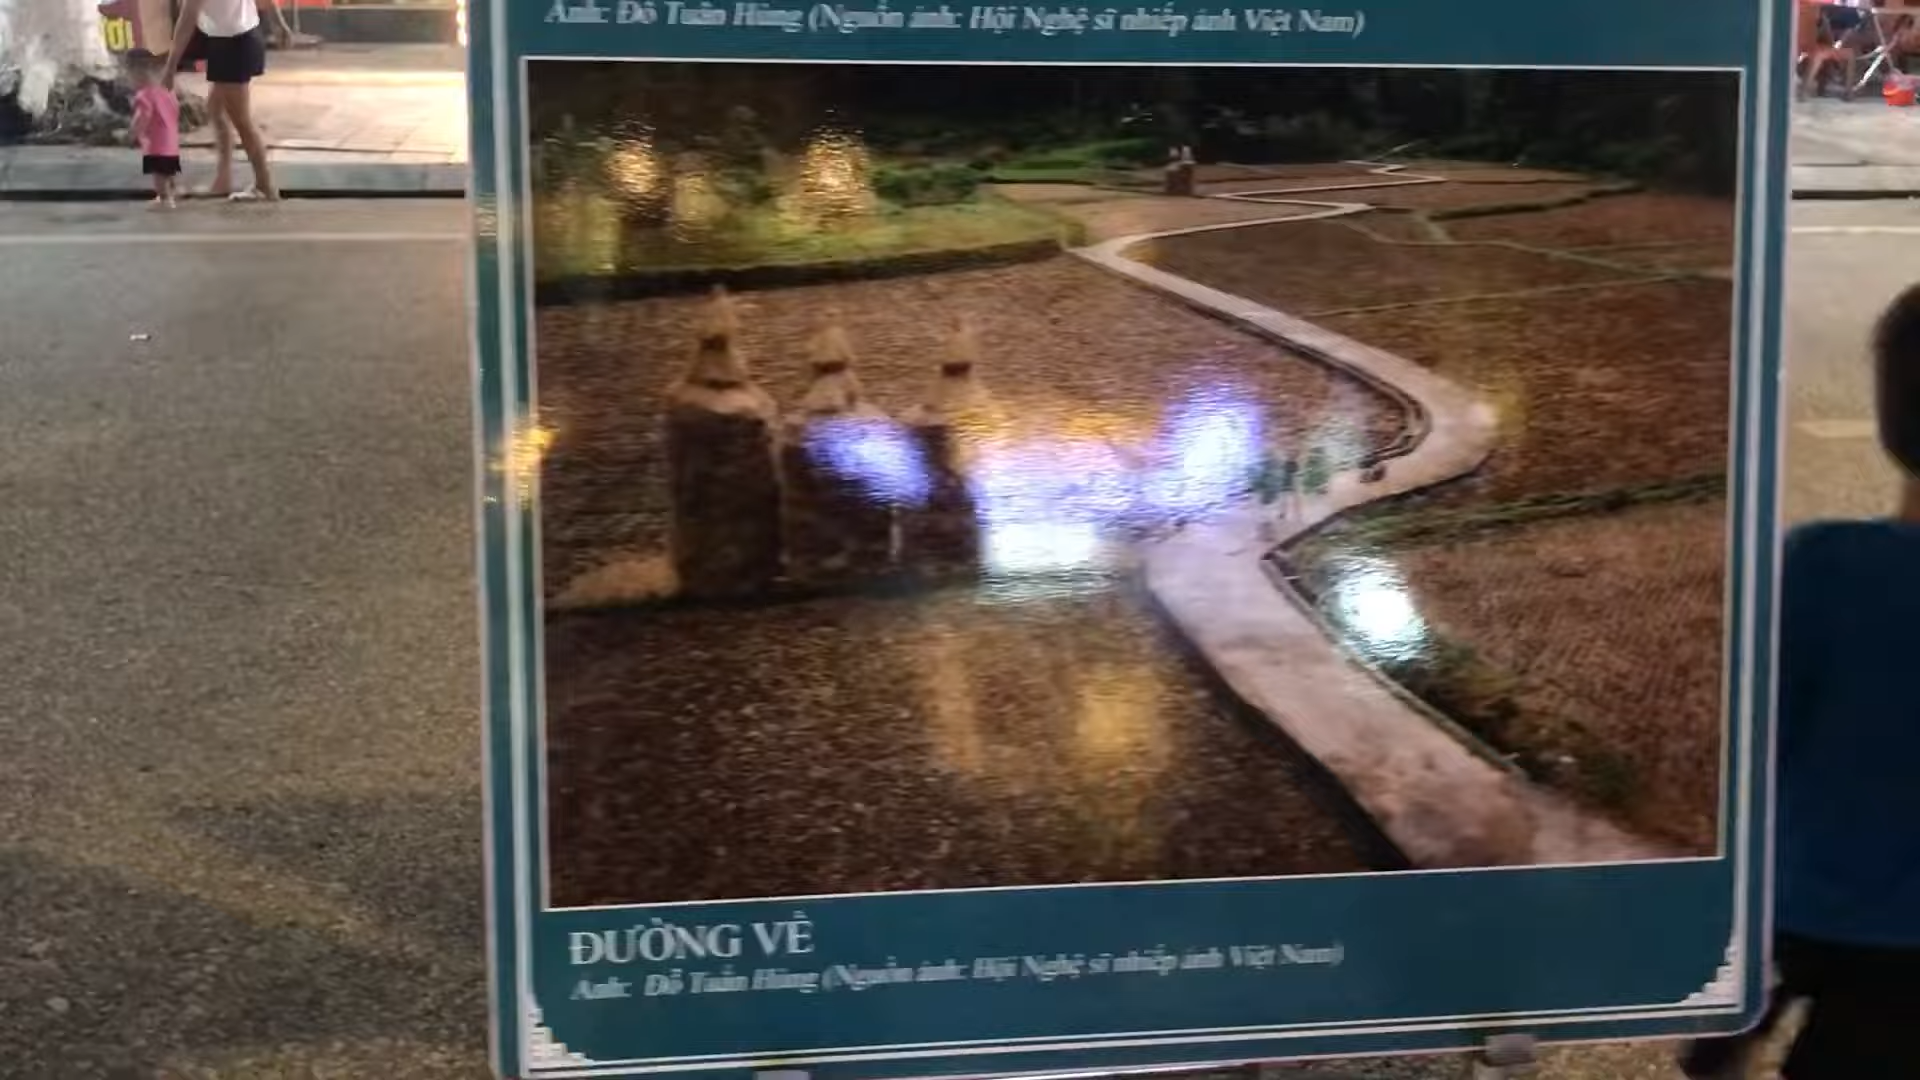 ƯỜI
Ảnh: Đỗ Tuấn Hùng (Nguồn ảnh: Hội Nghệ sĩ nhiếp ảnh Việt Nam)
ĐƯỜNG VỀ
Ảnh: Đỗ Tuấn Hùng (Nguồn ảnh: Hội Nghệ sĩ nhiếp ảnh Việt Nam)